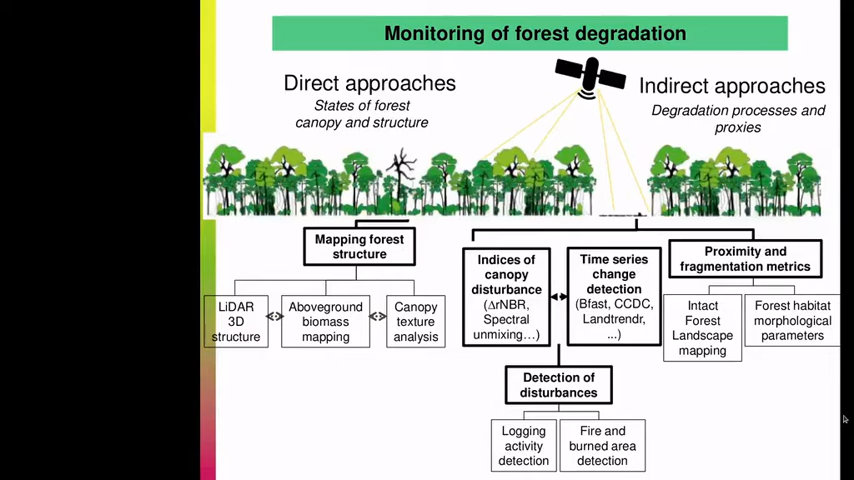 Monitoring of forest degradation
Direct approaches
States of forest
canopy and structure
Indirect approaches
Degradation processes and
proxies
Mapping forest
structure
LiDAR
3D
structure
Aboveground
biomass
mapping
Canopy
texture
analysis
Indices of
canopy
disturbance
(ΔrNBR,
Spectral
unmixing…)
Time series
change
detection
(Bfast, CCDC,
Landtrendr,
...)
Proximity and
fragmentation metrics
Intact
Forest
Landscape
mapping
Forest habitat
morphological
parameters
Detection of
disturbances
Logging
activity
detection
Fire and
burned area
detection